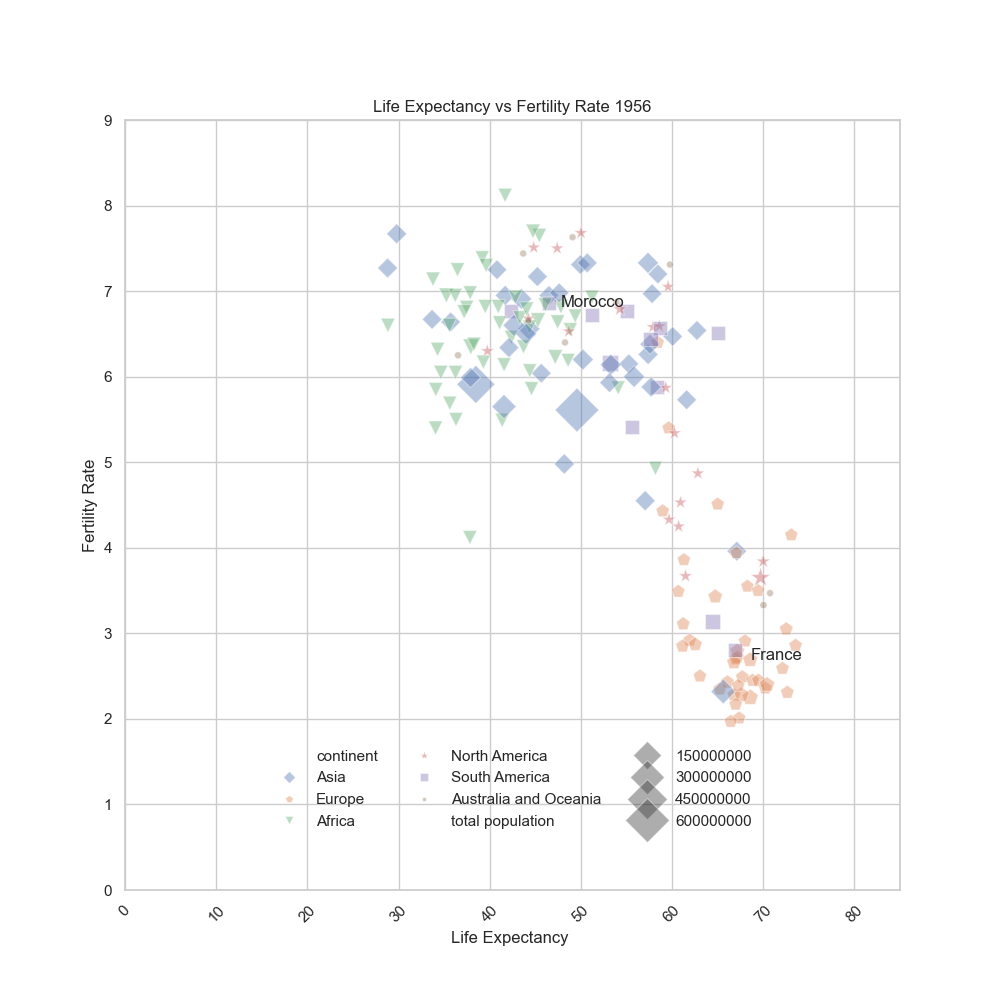 Life Expectancy vs Fertility Rate 1956
9
8
7
6
5
4
3
2
1
0
Fertility Rate
Morocco
France
continent
Asia
Europe
Africa
North America
South America
Australia and Oceania
total population
150000000
300000000
450000000
600000000
0 10 20 30 40 50 60 70 80
Life Expectancy